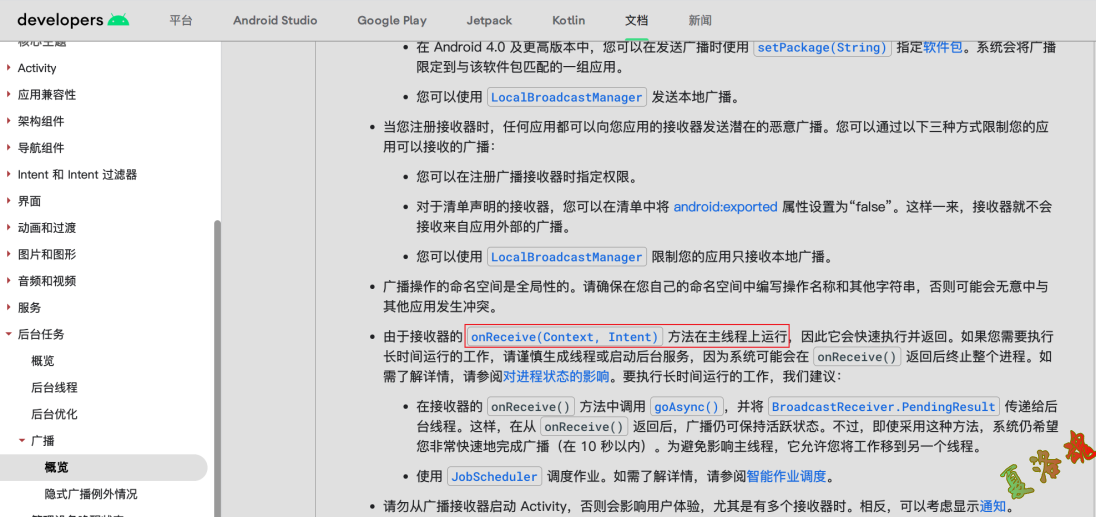 developers 平台 Android Studio Google Play Jetpack Kotlin 文档 新闻
核心主题
Activity
应用兼容性
架构组件
导航组件
Intent 和 Intent 过滤器
界面
动画和过渡
图片和图形
音频和视频
服务
后台任务
概览
后台线程
后台优化
广播
概览
隐式广播例外情况
在 Android 4.0 及更高版本中，您可以在发送广播时使用 setPackage(String) 指定软件包。系统会将广播
限定到与该软件包匹配的一组应用。
您可以使用 LocalBroadcastManager 发送本地广播。
当您注册接收器时，任何应用都可以向您应用的接收器发送潜在的恶意广播。您可以通过以下三种方式限制您的应
用可以接收的广播：
您可以在注册广播接收器时指定权限。
对于清单声明的接收器，您可以在清单中将 android:exported 属性设置为“false”。这样一来，接收器就不会
接收来自应用外部的广播。
您可以使用 LocalBroadcastManager 限制您的应用只接收本地广播。
广播操作的命名空间是全局性的。请确保在您自己的命名空间中编写操作名称和其他字符串，否则可能会无意中与
其他应用发生冲突。
由于接收器的 onReceive(Context, Intent) 方法在主线程上运行，因此它会快速执行并返回。如果您需要执行
长时间运行的工作，请谨慎生成线程或启动后台服务，因为系统可能会在 onReceive() 返回后终止整个进程。如
需了解详情，请参阅对进程状态的影响。要执行长时间运行的工作，我们建议：
在接收器的 onReceive() 方法中调用 goAsync()，并将 BroadcastReceiver.PendingResult 传递给后
台线程。这样，在从 onReceive() 返回后，广播仍可保持活跃状态。不过，即使采用这种方法，系统仍希望
您非常快速地完成广播（在 10 秒以内）。为避免影响主线程，它允许您将工作移到另一个线程。
使用 JobScheduler 调度作业。如需了解详情，请参阅智能作业调度。
请勿从广播接收器启动 Activity，否则会影响用户体验，尤其是有多个接收器时。相反，可以考虑显示通知。